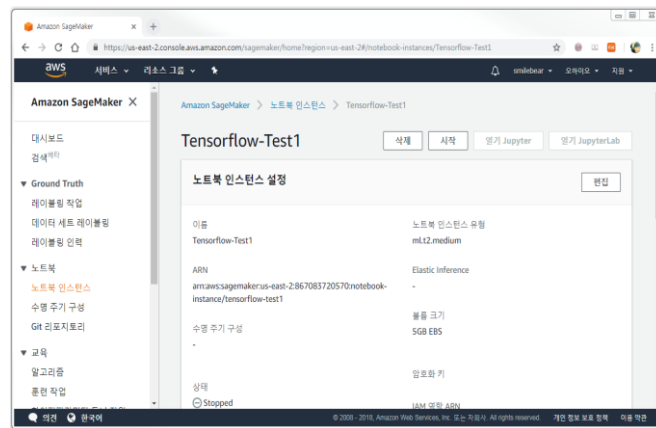 Amazon SageMaker
https://us-east-2.console.aws.amazon.com/sagemaker/home?region=us-east-2#/notebook-instances/Tensorflow-Test1
aws 서비스 리소스 그룹 smilebear 오하이오 지원
Amazon SageMaker
대시보드
검색베타
Ground Truth
레이블링 작업
데이터 세트 레이블링
레이블링 인력
노트북
노트북 인스턴스
수명 주기 구성
Git 리포지토리
교육
알고리즘
훈련 작업
Amazon SageMaker > 노트북 인스턴스 > Tensorflow-Test1
Tensorflow-Test1 삭제 시작 열기 Jupyter 열기 JupyterLab
노트북 인스턴스 설정 편집
이름
Tensorflow-Test1
ARN
arn:aws:sagemaker:us-east-2:867083720570:notebook-
instance/tensorflow-test1
수명 주기 구성
-
상태
Stopped
노트북 인스턴스 유형
ml.t2.medium
Elastic Inference
-
볼륨 크기
5GB EBS
암호화 키
IAM 역할 ARN
의견 한국어 © 2008 - 2018, Amazon Web Services, Inc. 또는 자회사. All rights reserved. 개인 정보 보호 정책 이용 약관